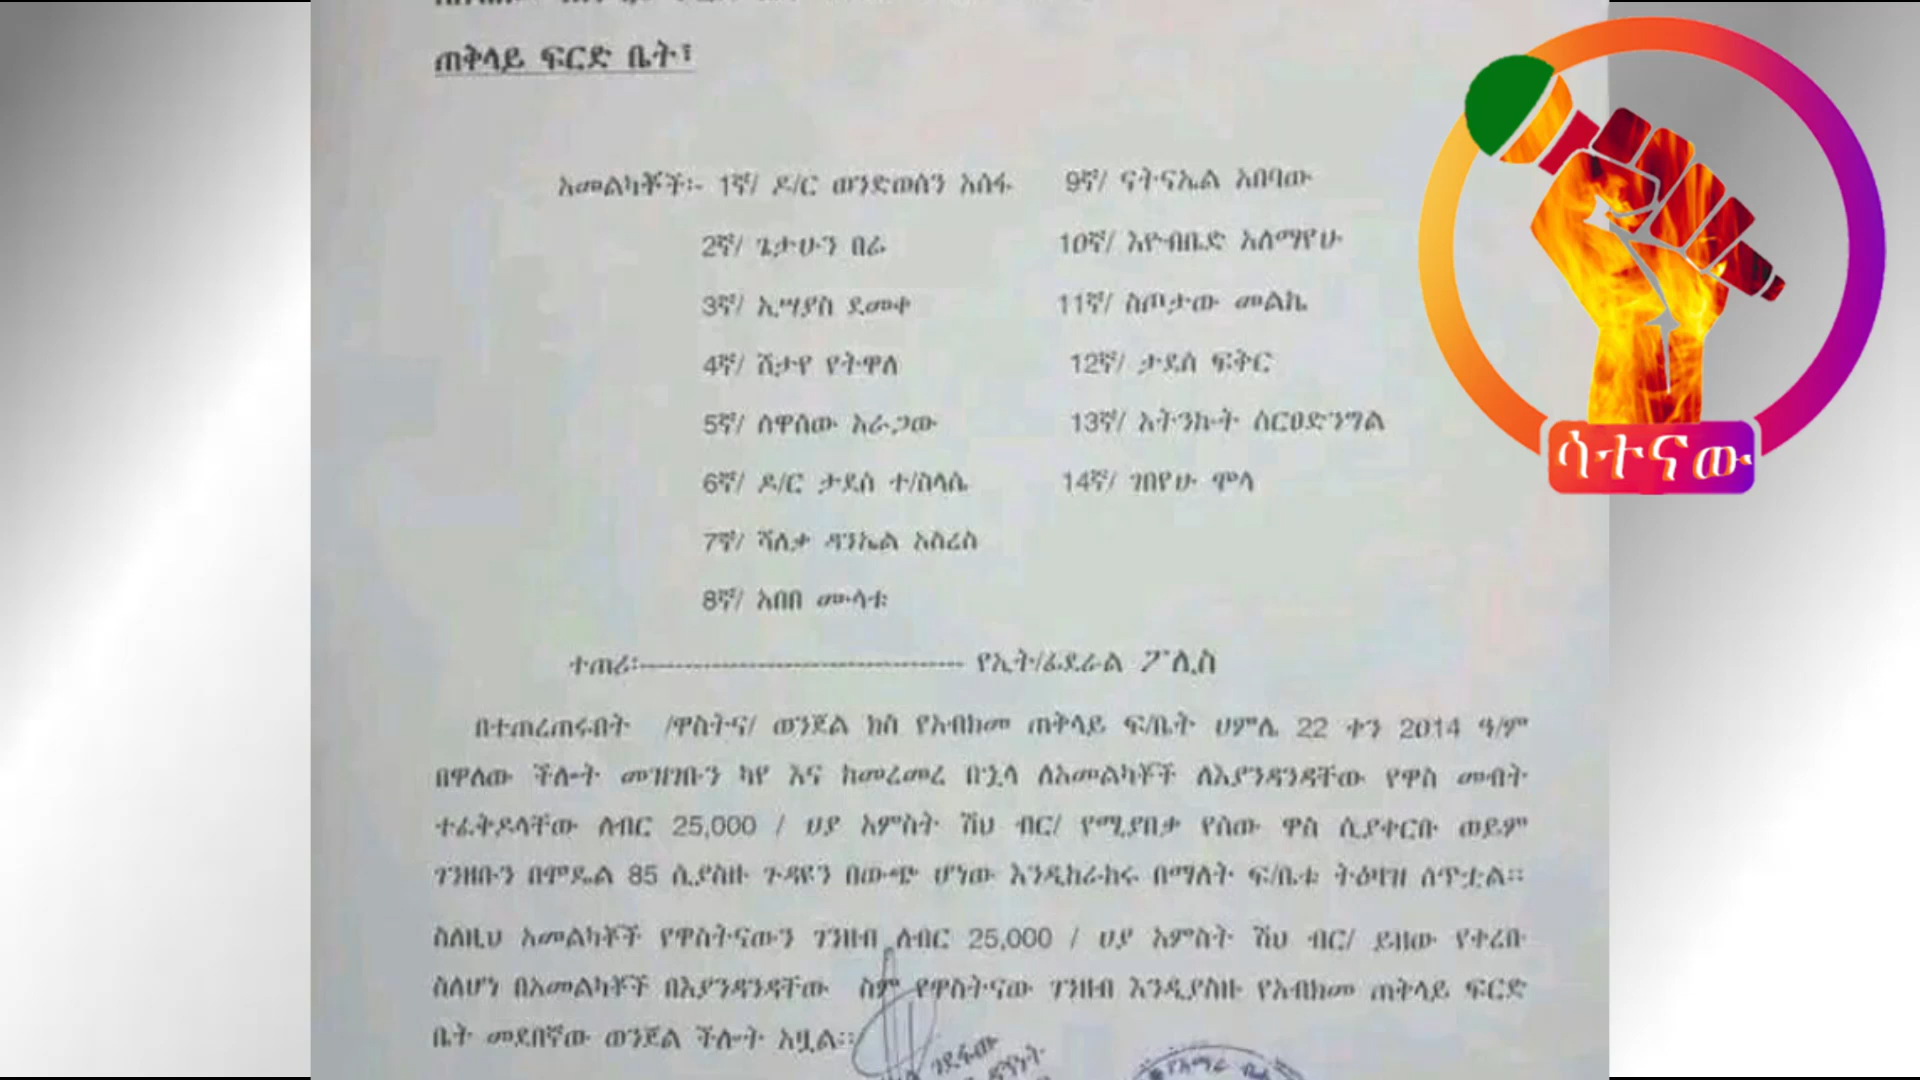 ጠቅላይ ፍርድ ቤት፣
አመልካቾች፡- 1ኛ/ ዶ/ር ወንድወሰን አሰፋ 9ኛ/ ናትናኤል አበባው
2ኛ/ ጌታሁን በሬ 10ኛ/ እዮብቤድ አለማየሁ
3ኛ/ ኢሣያስ ደመቀ 11ኛ/ ስጦታው መልኬ
4ኛ/ ሽታዬ የትዋለ 12ኛ/ ታደሰ ፍቅር
5ኛ/ ሰዋሰው አራጋው 13ኛ/ አትንኩት ሰርፀድንግል
6ኛ/ ዶ/ር ታደሰ ተ/ስላሴ 14ኛ/ ገበየሁ ሞላ
7ኛ/ ሻለቃ ዳንኤል አስረስ
8ኛ/ አበበ ሙላቱ
ተጠሪ፡-------------------------------- የኢት/ፌደራል ፖሊስ
በተጠረጠሩበት /ዋስትና/ ወንጀል ክስ የአብክመ ጠቅላይ ፍ/ቤት ሀምሌ 22 ቀን 2014 ዓ/ም
በዋለው ችሎት መዝገቡን ካየ እና ከመረመረ በኋላ ለአመልካቾች ለእያንዳንዳቸው የዋስ መብት
ተፈቅዶላቸው ለብር 25,000 / ሀያ አምስት ሽህ ብር/ የሚያበቃ የሰው ዋስ ሲያቀርቡ ወይም
ገንዘቡን በሞዴል 85 ሲያስዙ ጉዳዩን በውጭ ሆነው እንዲከራከሩ በማለት ፍ/ቤቱ ትዕዛዝ ሰጥቷል፡፡
ስለዚህ አመልካቾች የዋስትናውን ገንዘብ ለብር 25,000 / ሀያ አምስት ሽህ ብር/ ይዘው የቀረቡ
ስለሆነ በአመልካቾች በእያንዳንዳቸው ስም የዋስትናው ገንዘብ እንዲያስዙ የአብክመ ጠቅላይ ፍርድ
ቤት መደበኛው ወንጀል ችሎት አዟል፡፡
ሳተናው